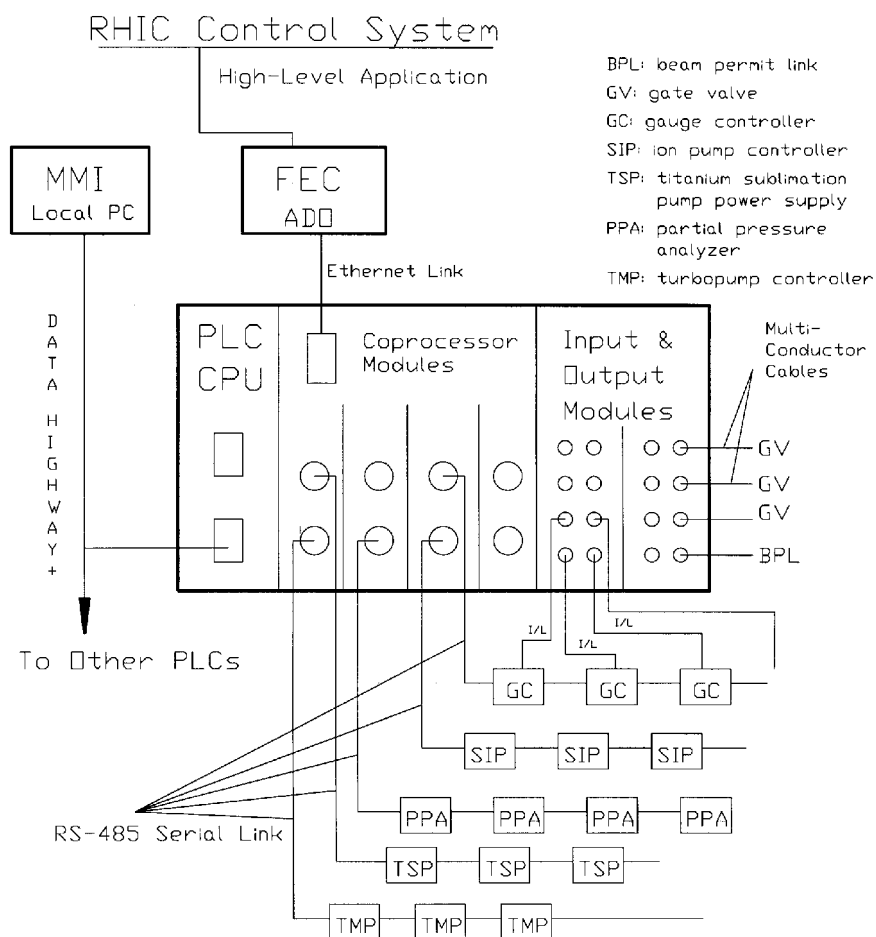 RHIC Control System
High-Level Application
BPL: beam permit link
GV: gate valve
GC: gauge controller
SIP: ion pump controller
TSP: titanium sublimation
pump power supply
PPA: partial pressure
analyzer
TMP: turbopump controller
MMI
Local PC
FEC
ADO
Ethernet Link
DATA HIGHWAY+
PLC
CPU
Coprocessor
Modules
Input &
Output
Modules
Multi-
Conductor
Cables
GV
GV
GV
BPL
To Other PLCs
I/L
I/L
I/L
GC
GC
GC
SIP
SIP
SIP
PPA
PPA
PPA
PPA
RS-485 Serial Link
TSP
TSP
TSP
TMP
TMP
TMP